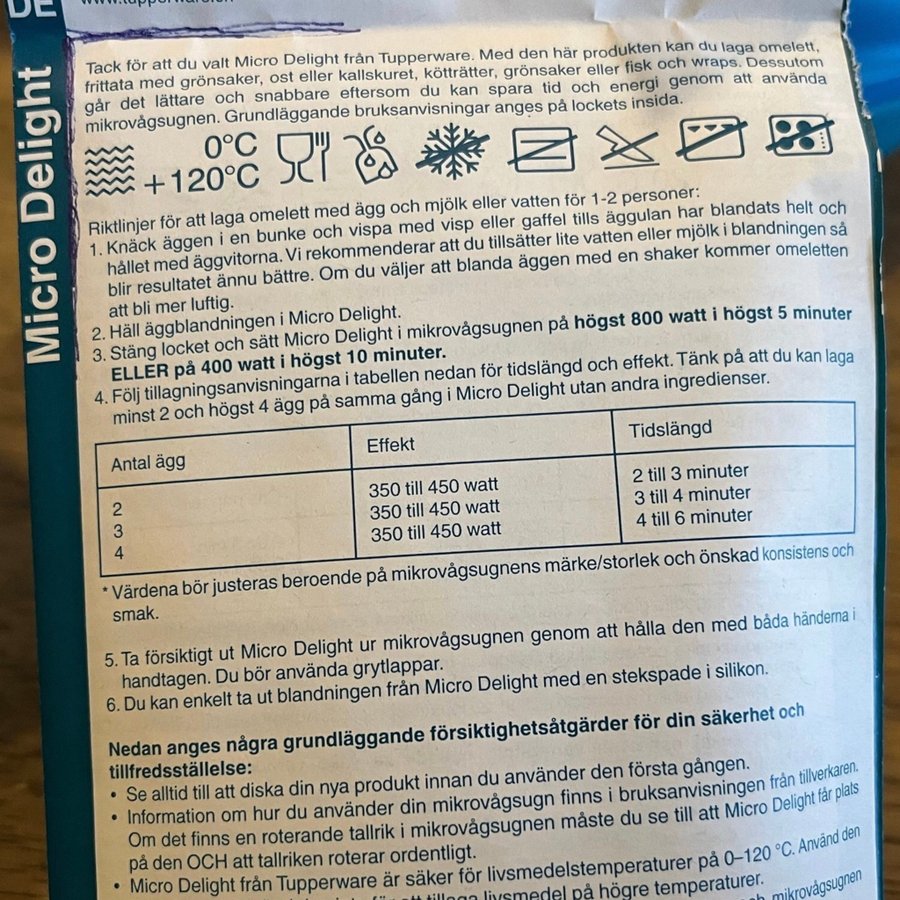 DE
Micro Delight
Tack för att du valt Micro Delight från Tupperware. Med den här produkten kan du laga omelett,
frittata med grönsaker, ost eller kallskuret, kötträtter, grönsaker eller fisk och wraps. Dessutom
går det lättare och snabbare eftersom du kan spara tid och energi genom att använda
mikrovågsugnen. Grundläggande bruksanvisningar anges på lockets insida.
0°C
+120°C
Riktlinjer för att laga omelett med ägg och mjölk eller vatten för 1-2 personer:
1. Knäck äggen i en bunke och vispa med visp eller gaffel tills äggulan har blandats helt och
hållet med äggvitorna. Vi rekommenderar att du tillsätter lite vatten eller mjölk i blandningen så
blir resultatet ännu bättre. Om du väljer att blanda äggen med en shaker kommer omeletten
att bli mer luftig.
2. Häll äggblandningen i Micro Delight.
3. Stäng locket och sätt Micro Delight i mikrovågsugnen på högst 800 watt i högst 5 minuter
ELLER på 400 watt i högst 10 minuter.
4. Följ tillagningsanvisningarna i tabellen nedan för tidslängd och effekt. Tänk på att du kan laga
minst 2 och högst 4 ägg på samma gång i Micro Delight utan andra ingredienser.
Antal ägg Effekt Tidslängd
2 350 till 450 watt 2 till 3 minuter
3 350 till 450 watt 3 till 4 minuter
4 350 till 450 watt 4 till 6 minuter
* Värdena bör justeras beroende på mikrovågsugnens märke/storlek och önskad konsistens och
smak.
5. Ta försiktigt ut Micro Delight ur mikrovågsugnen genom att hålla den med båda händerna i
handtagen. Du bör använda grytlappar.
6. Du kan enkelt ta ut blandningen från Micro Delight med en stekspade i silikon.
Nedan anges några grundläggande försiktighetsåtgärder för din säkerhet och
tillfredsställelse:
• Se alltid till att diska din nya produkt innan du använder den första gången.
• Information om hur du använder din mikrovågsugn finns i bruksanvisningen från tillverkaren.
Om det finns en roterande tallrik i mikrovågsugnen måste du se till att Micro Delight får plats
på den OCH att tallriken roterar ordentligt.
• Micro Delight från Tupperware är säker för livsmedelstemperaturer på 0–120 °C. Använd den
livsmedel på högre temperaturer.
mikrovågsugnen